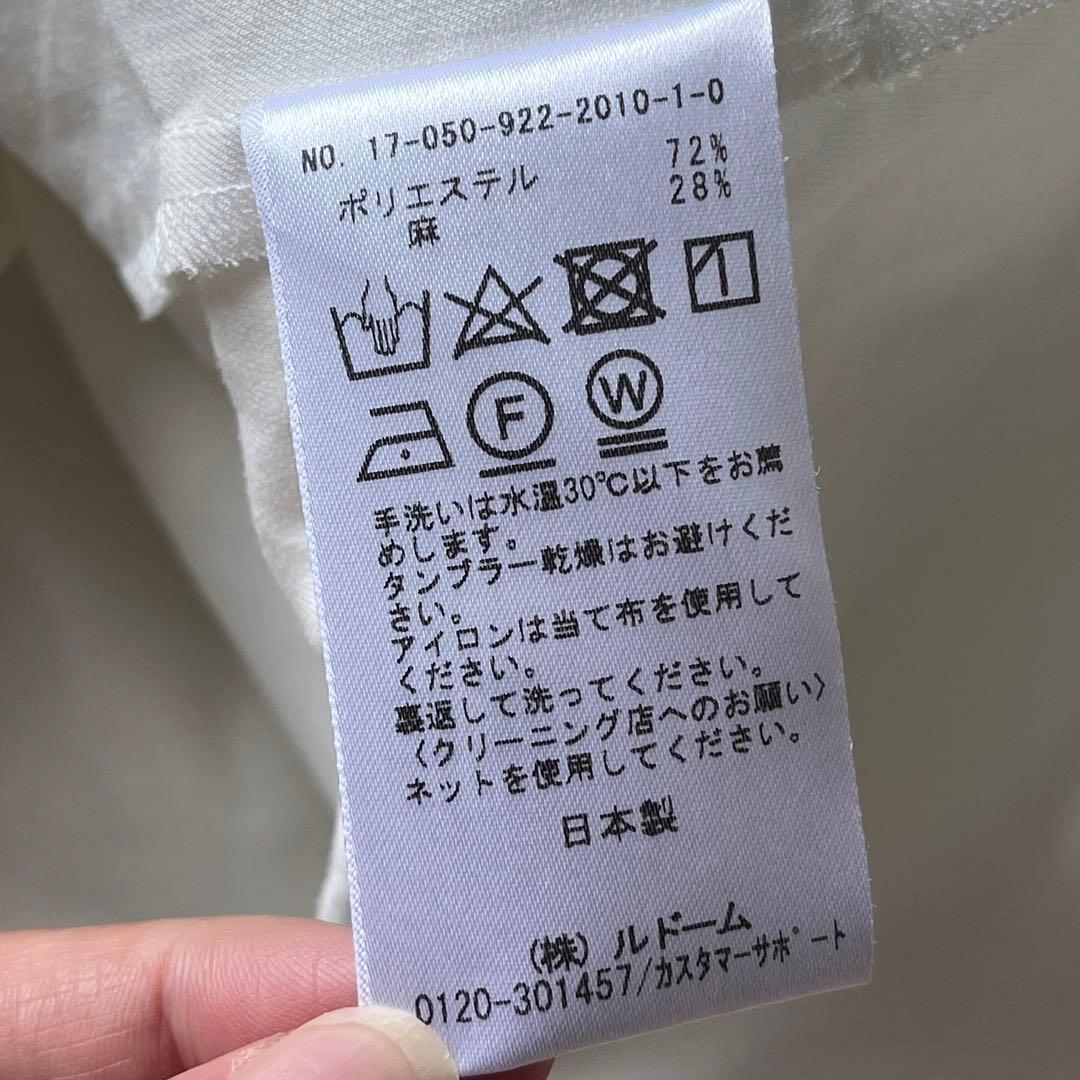 NO. 17-050-922-2010-1-0
ポリエステル 72%
麻 28%
F W
手洗いは水温30℃以下をお薦
めします。
タンブラー乾燥はお避けくだ
さい。
アイロンは当て布を使用して
ください。
裏返して洗ってください。
〈クリーニング店へのお願い〉
ネットを使用してください。
日本製
(株)ルドーム
0120-301457/カスタマーサポート